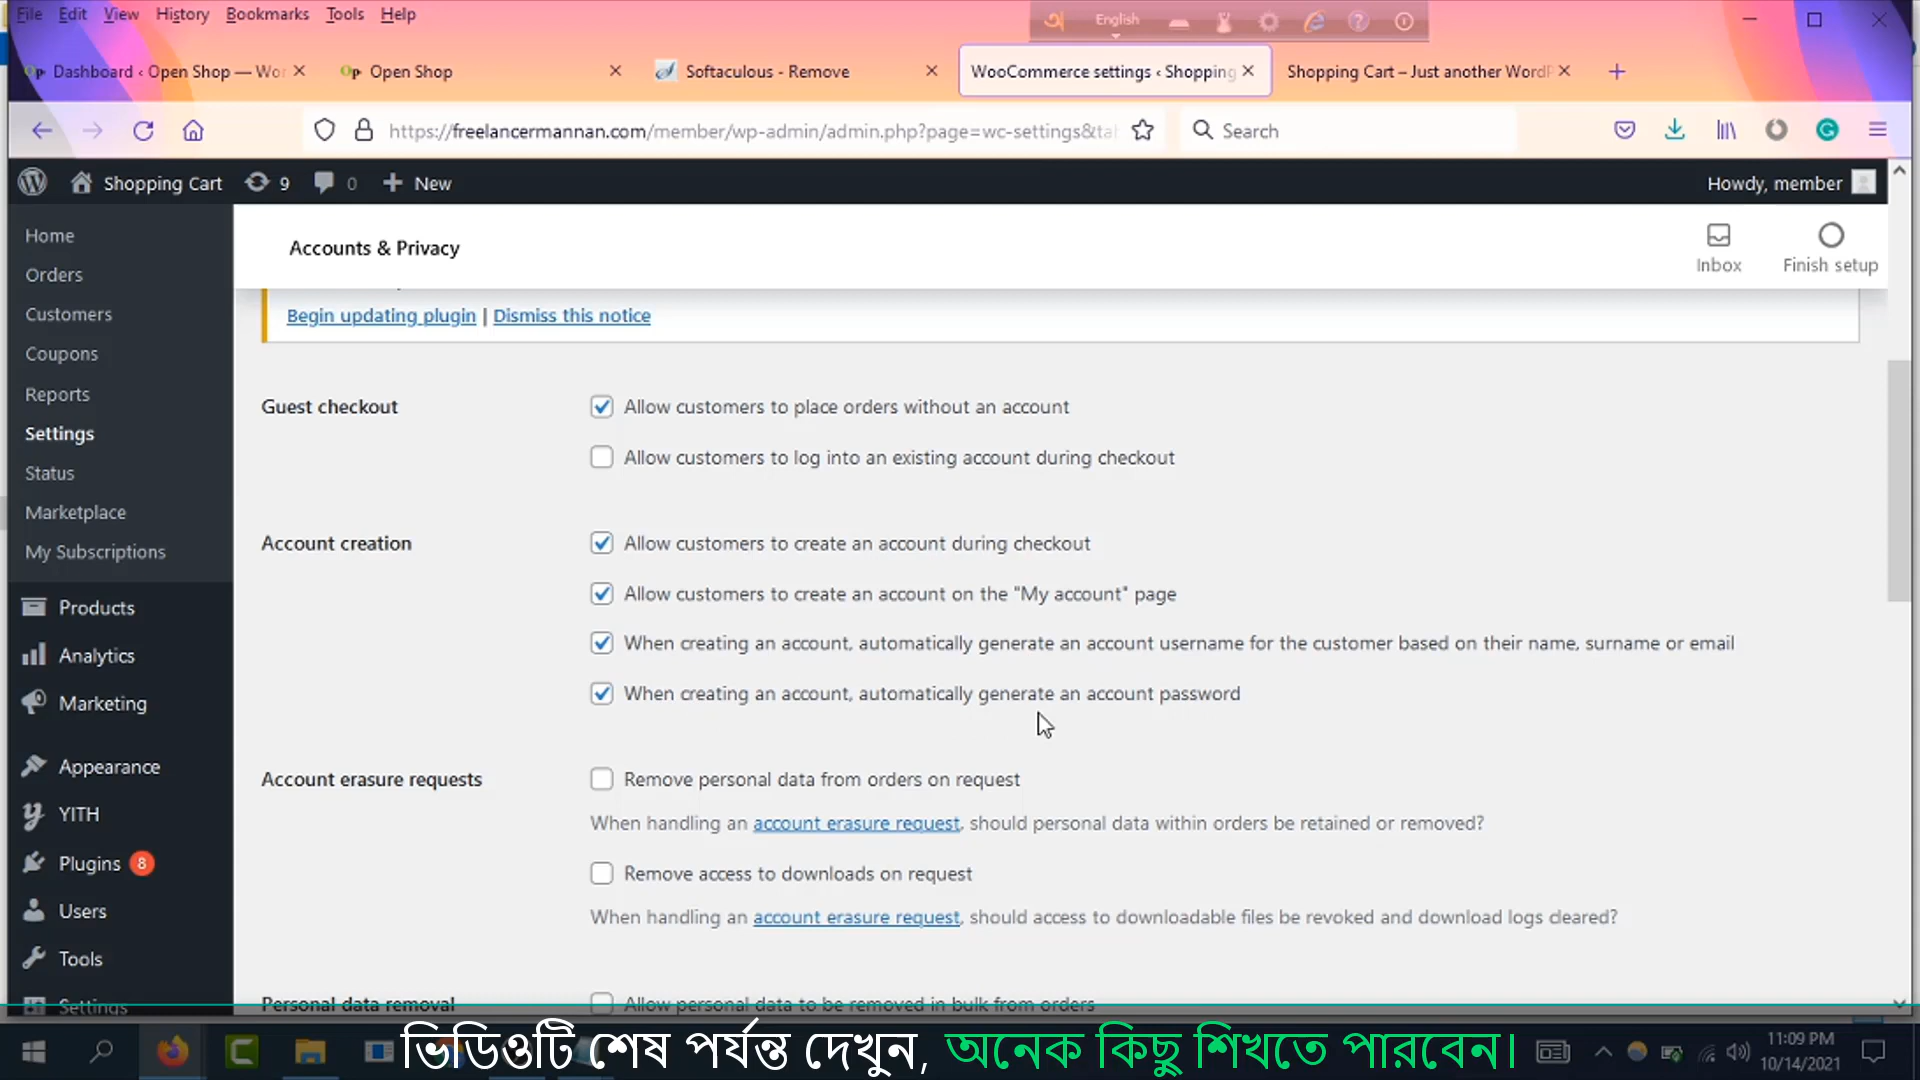 File Edit View History Bookmarks Tools Help
English
Dashboard ‹ Open Shop — Wor
Open Shop
Softaculous - Remove
WooCommerce settings ‹ Shopping
Shopping Cart – Just another WordP
https://freelancermannan.com/member/wp-admin/admin.php?page=wc-settings&tal
Search
Shopping Cart 9 0 New
Howdy, member
Home
Orders
Customers
Coupons
Reports
Settings
Status
Marketplace
My Subscriptions
Products
Analytics
Marketing
Appearance
YITH
Plugins 8
Users
Tools
Settings
Accounts & Privacy
Inbox
Finish setup
Begin updating plugin | Dismiss this notice
Guest checkout
Allow customers to place orders without an account
Allow customers to log into an existing account during checkout
Account creation
Allow customers to create an account during checkout
Allow customers to create an account on the "My account" page
When creating an account, automatically generate an account username for the customer based on their name, surname or email
When creating an account, automatically generate an account password
Account erasure requests
Remove personal data from orders on request
When handling an account erasure request, should personal data within orders be retained or removed?
Remove access to downloads on request
When handling an account erasure request, should access to downloadable files be revoked and download logs cleared?
Personal data removal
Allow personal data to be removed in bulk from orders
ভিডিওটি শেষ পর্যন্ত দেখুন, অনেক কিছু শিখতে পারবেন।
11:09 PM
10/14/2021